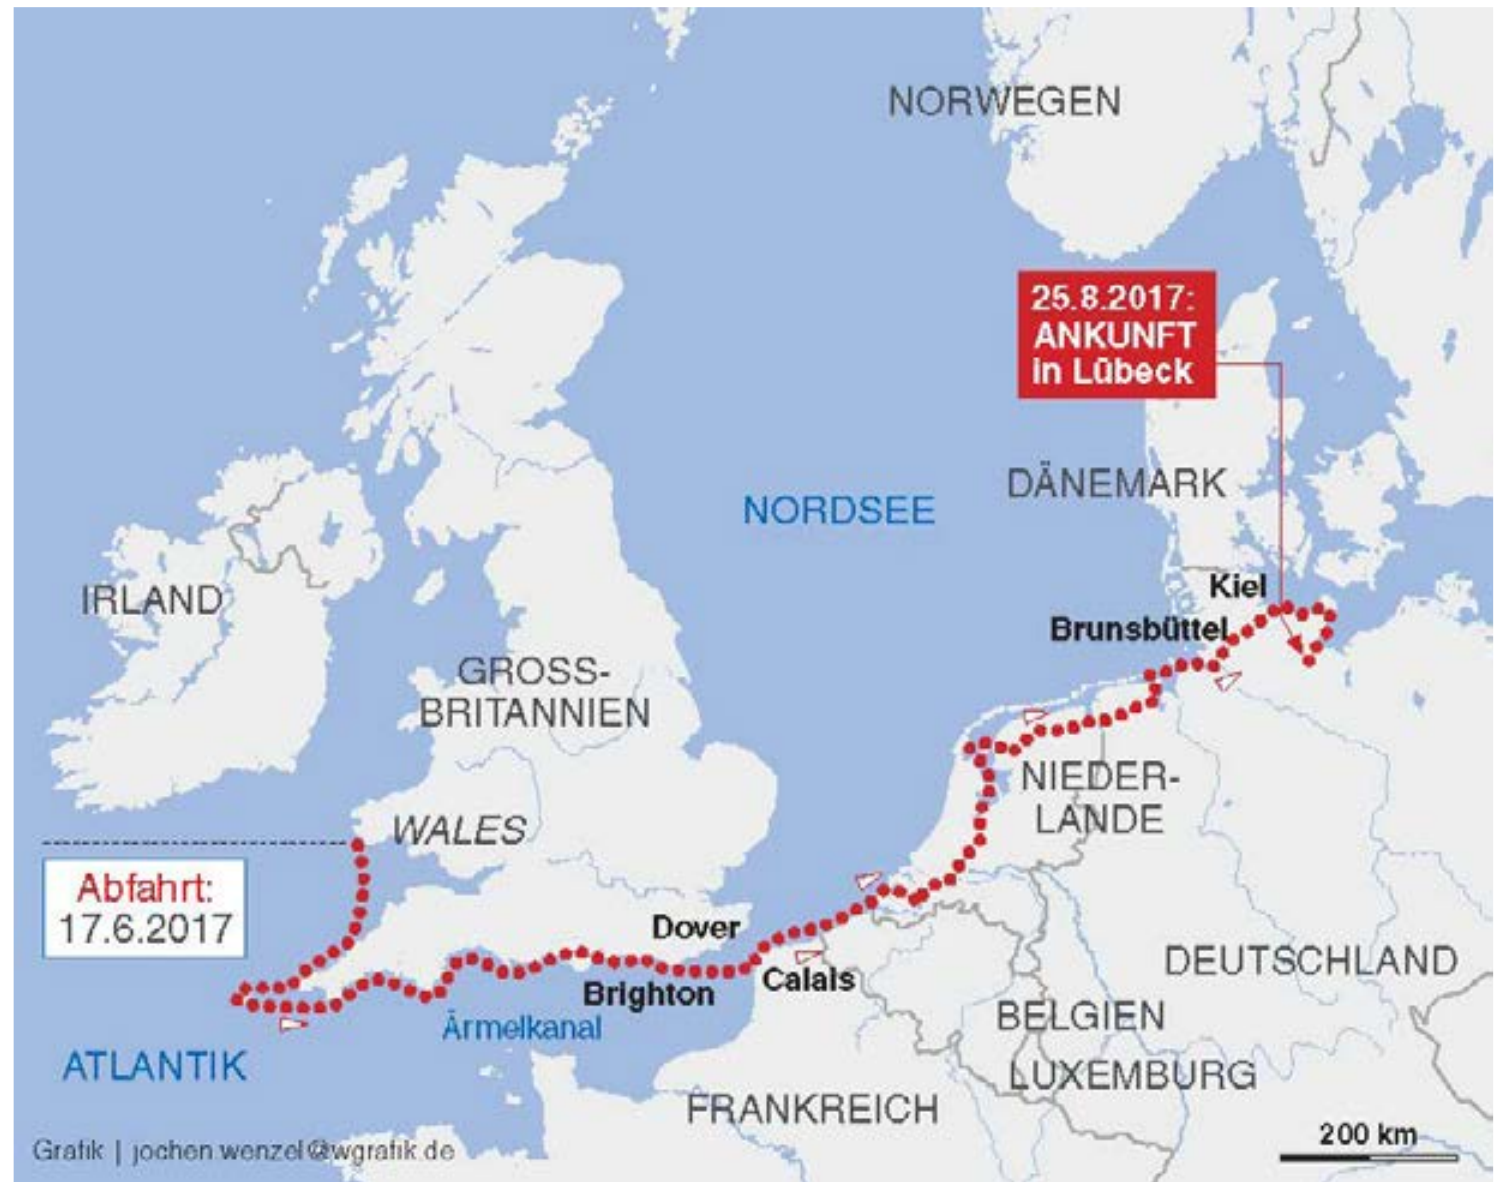 NORWEGEN
25.8.2017:
ANKUNFT
in Lübeck
DÄNEMARK
NORDSEE
Kiel
IRLAND
Brunsbüttel
GROSS-
BRITANNIEN
NIEDER-
LANDE
WALES
Abfahrt:
17.6.2017
Dover
DEUTSCHLAND
Calais
Brighton
BELGIEN
Ärmelkanal
ATLANTIK
LUXEMBURG
FRANKREICH
200 km
Grafik | jochen.wenzel@wgrafik.de